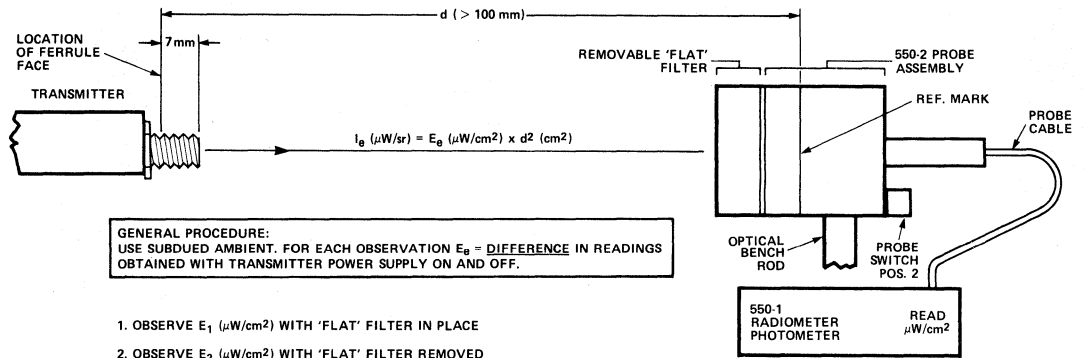 d ( > 100 mm)
LOCATION
OF FERRULE
FACE
7mm
REMOVABLE 'FLAT'
FILTER
550-2 PROBE
ASSEMBLY
TRANSMITTER
REF. MARK
PROBE
CABLE
Ie (μW/sr) = Ee (μW/cm2) x d2 (cm2)
GENERAL PROCEDURE:
USE SUBDUED AMBIENT. FOR EACH OBSERVATION Ee = DIFFERENCE IN READINGS
OBTAINED WITH TRANSMITTER POWER SUPPLY ON AND OFF.
OPTICAL
BENCH
ROD
PROBE
SWITCH
POS. 2
550-1
RADIOMETER
PHOTOMETER
READ
μW/cm2
1. OBSERVE E1 (μW/cm2) WITH 'FLAT' FILTER IN PLACE
2. OBSERVE E2 (μW/cm2) WITH 'FLAT' FILTER REMOVED